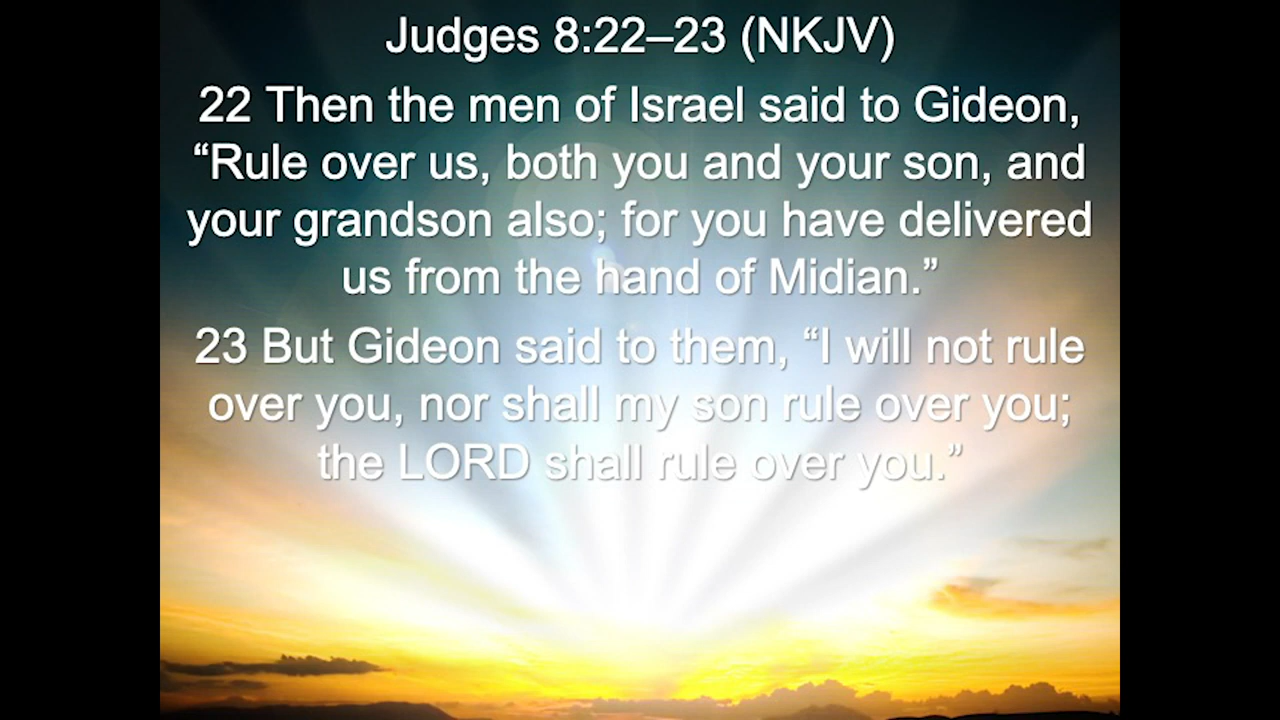 Judges 8:22–23 (NKJV)
22 Then the men of Israel said to Gideon,
“Rule over us, both you and your son, and
your grandson also; for you have delivered
us from the hand of Midian.”
23 But Gideon said to them, “I will not rule
over you, nor shall my son rule over you;
the LORD shall rule over you.”